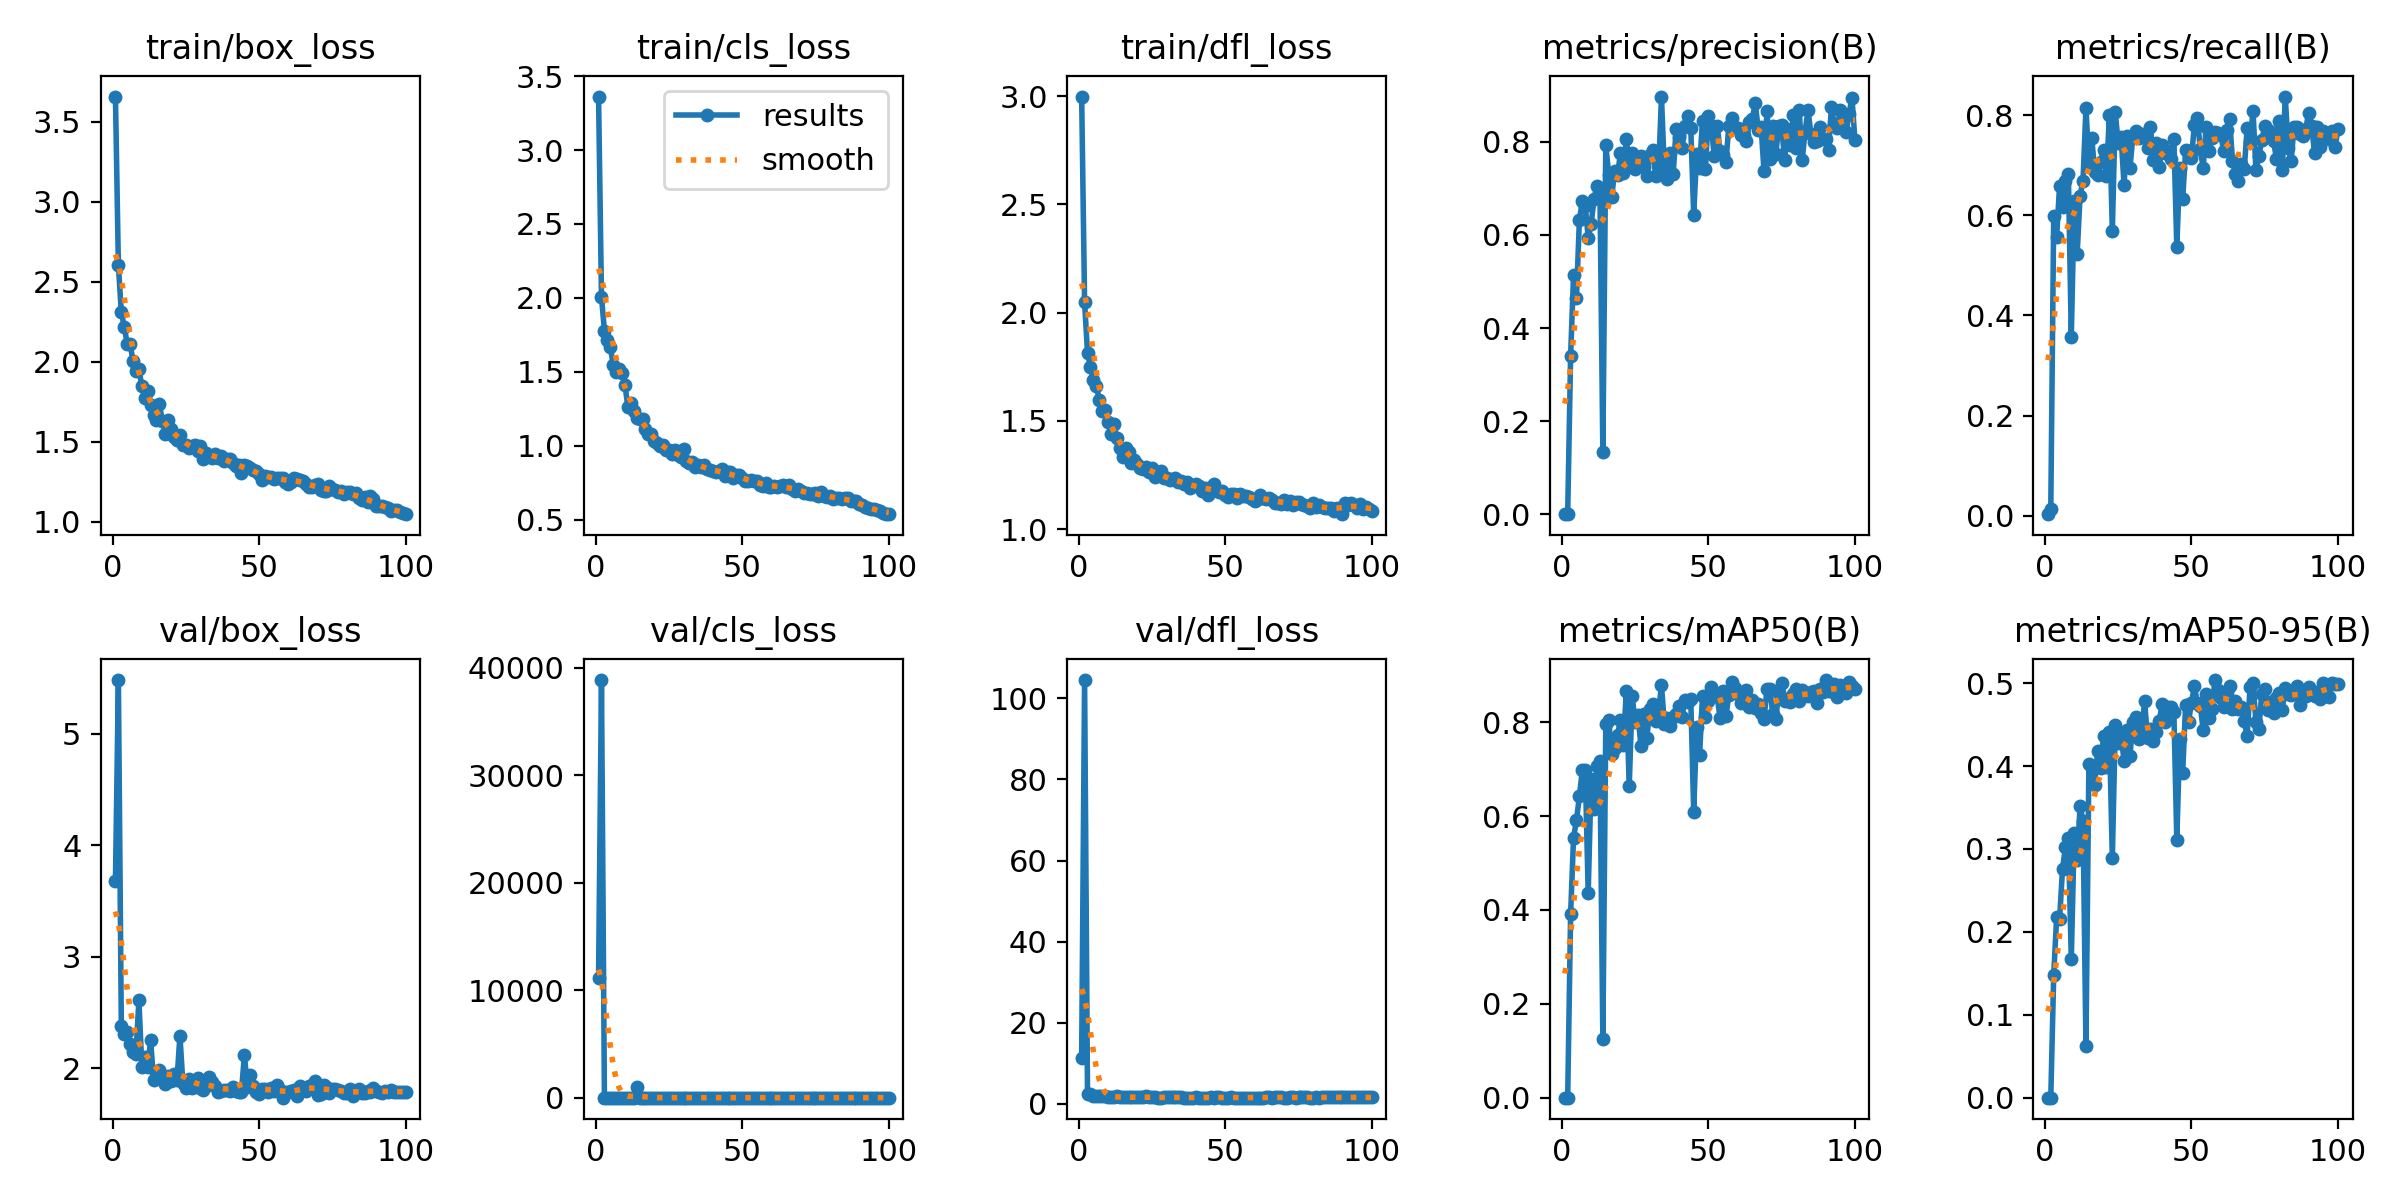 train/box_loss
3.5
3.0
2.5
2.0
1.5
1.0
0 50 100
train/cls_loss
results
smooth
3.5
3.0
2.5
2.0
1.5
1.0
0.5
0 50 100
train/dfl_loss
3.0
2.5
2.0
1.5
1.0
0 50 100
metrics/precision(B)
0.8
0.6
0.4
0.2
0.0
0 50 100
metrics/recall(B)
0.8
0.6
0.4
0.2
0.0
0 50 100
val/box_loss
5
4
3
2
0 50 100
val/cls_loss
40000
30000
20000
10000
0
0 50 100
val/dfl_loss
100
80
60
40
20
0
0 50 100
metrics/mAP50(B)
0.8
0.6
0.4
0.2
0.0
0 50 100
metrics/mAP50-95(B)
0.5
0.4
0.3
0.2
0.1
0.0
0 50 100